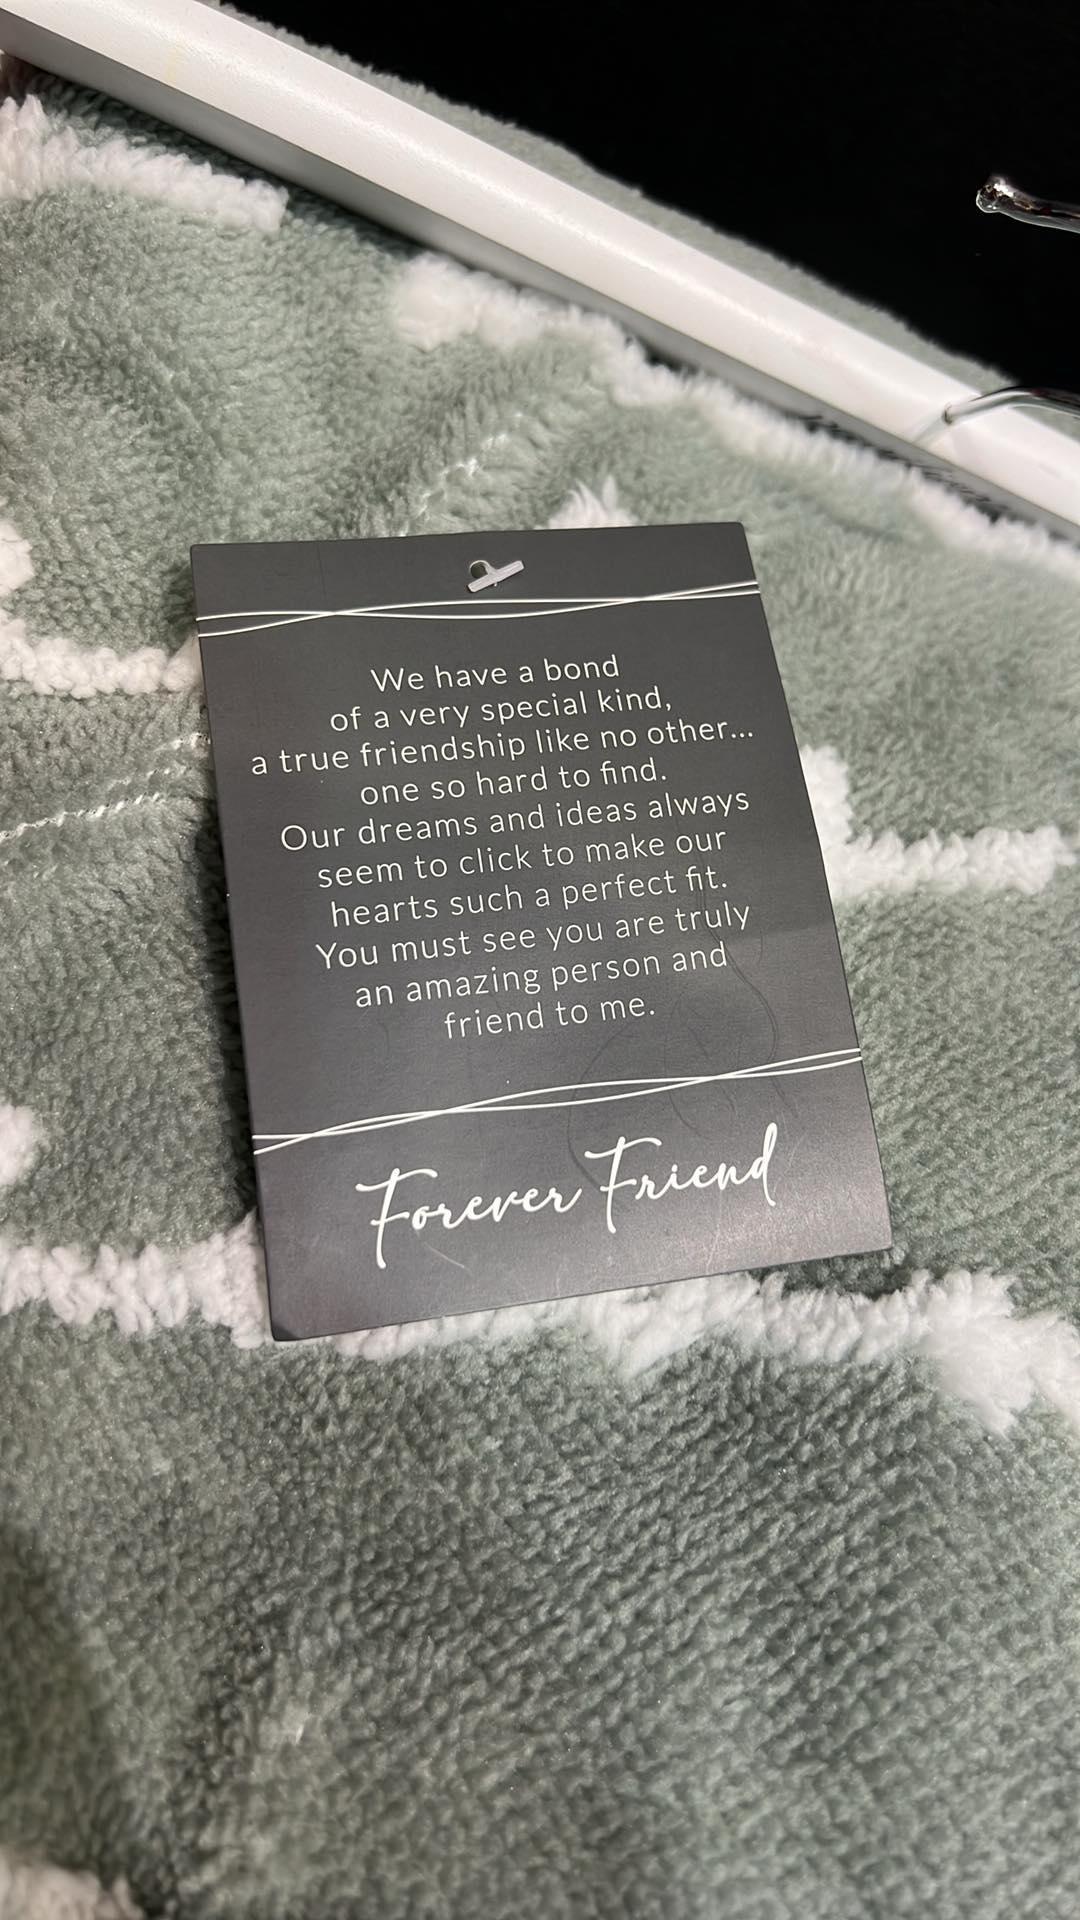 We have a bond
of a very special kind,
a true friendship like no other...
one so hard to find.
Our dreams and ideas always
seem to click to make our
hearts such a perfect fit.
You must see you are truly
an amazing person and
friend to me.
Forever Friend